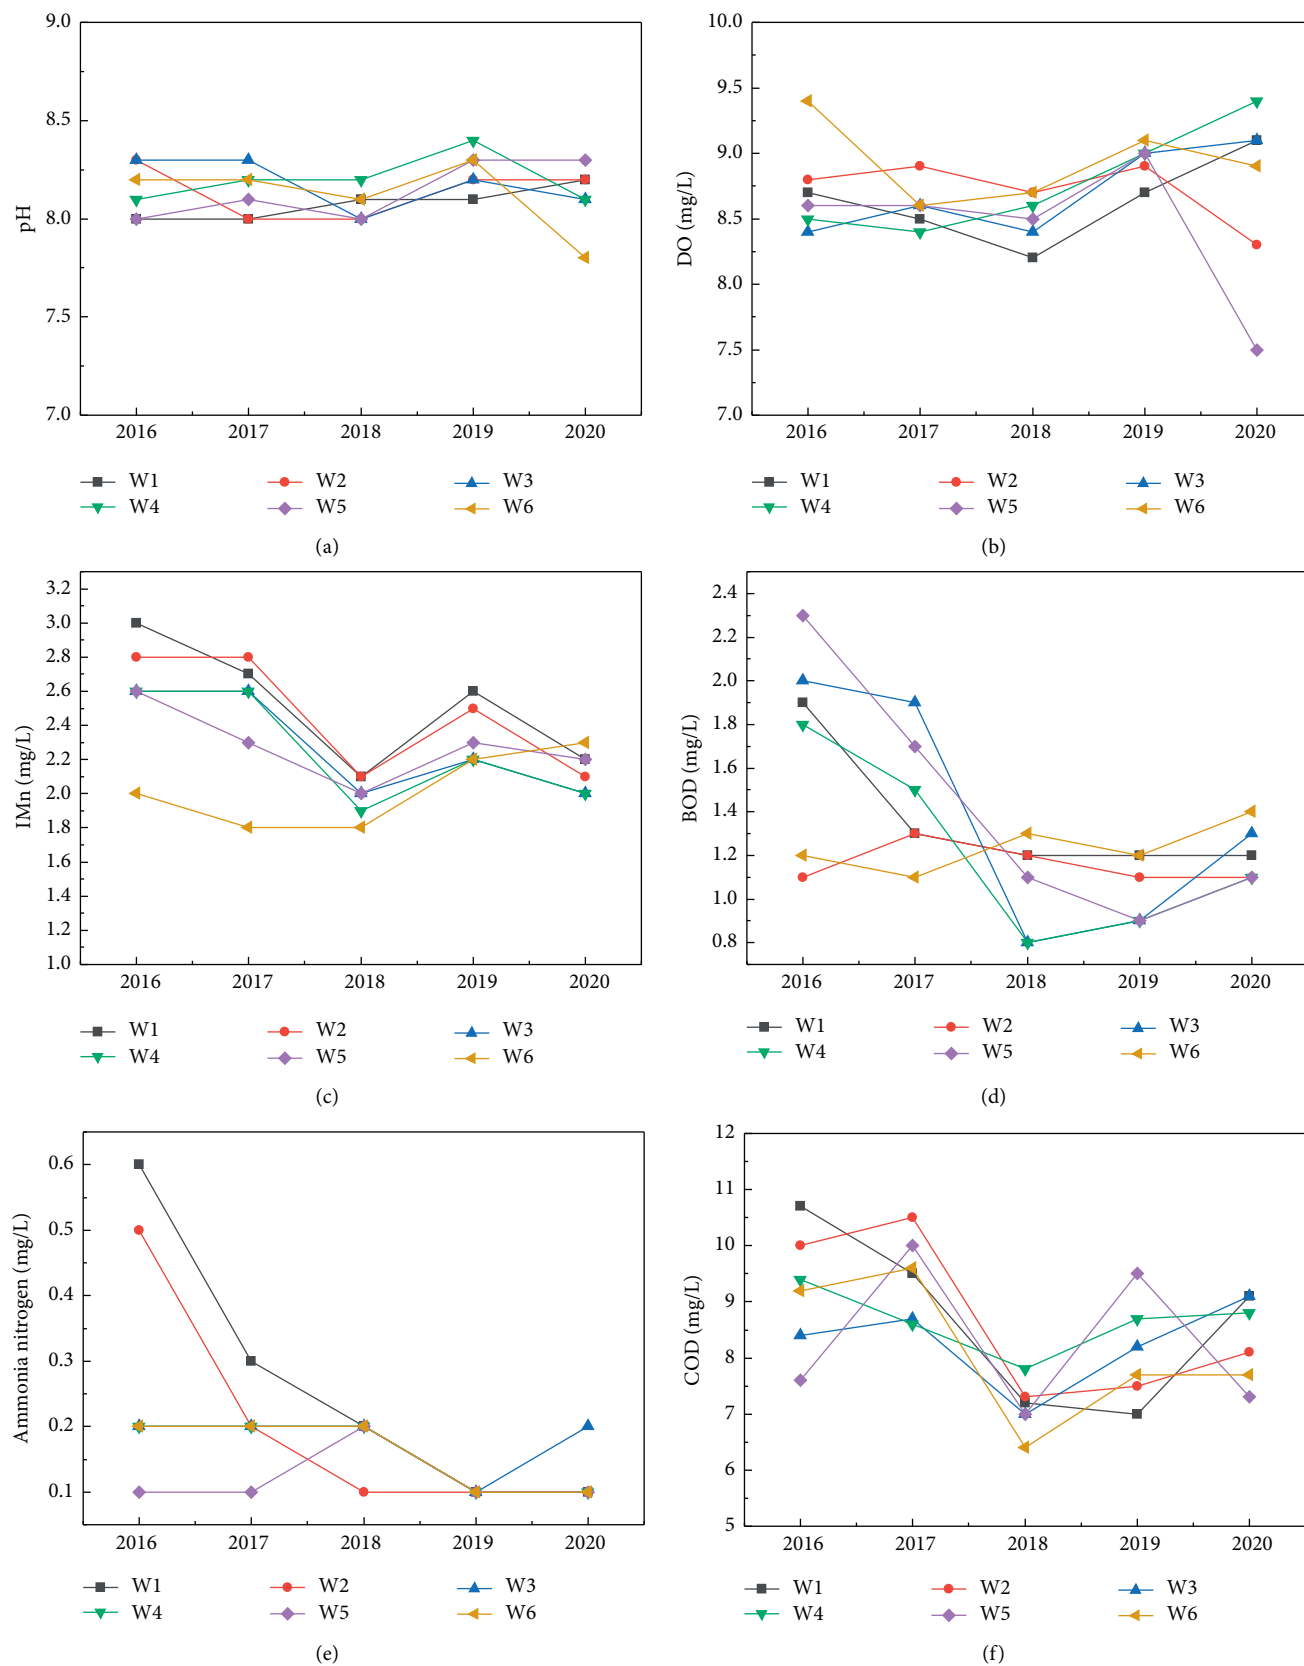 9.0
8.5
8.0
7.5
7.0
pH
2016 2017 2018 2019 2020
W1 W2 W3
W4 W5 W6
(a)
10.0
9.5
9.0
8.5
8.0
7.5
7.0
DO (mg/L)
2016 2017 2018 2019 2020
W1 W2 W3
W4 W5 W6
(b)
3.2
3.0
2.8
2.6
2.4
2.2
2.0
1.8
1.6
1.4
1.2
1.0
IMn (mg/L)
2016 2017 2018 2019 2020
W1 W2 W3
W4 W5 W6
(c)
2.4
2.2
2.0
1.8
1.6
1.4
1.2
1.0
0.8
BOD (mg/L)
2016 2017 2018 2019 2020
W1 W2 W3
W4 W5 W6
(d)
0.6
0.5
0.4
0.3
0.2
0.1
Ammonia nitrogen (mg/L)
2016 2017 2018 2019 2020
W1 W2 W3
W4 W5 W6
(e)
12
11
10
9
8
7
6
5
COD (mg/L)
2016 2017 2018 2019 2020
W1 W2 W3
W4 W5 W6
(f)